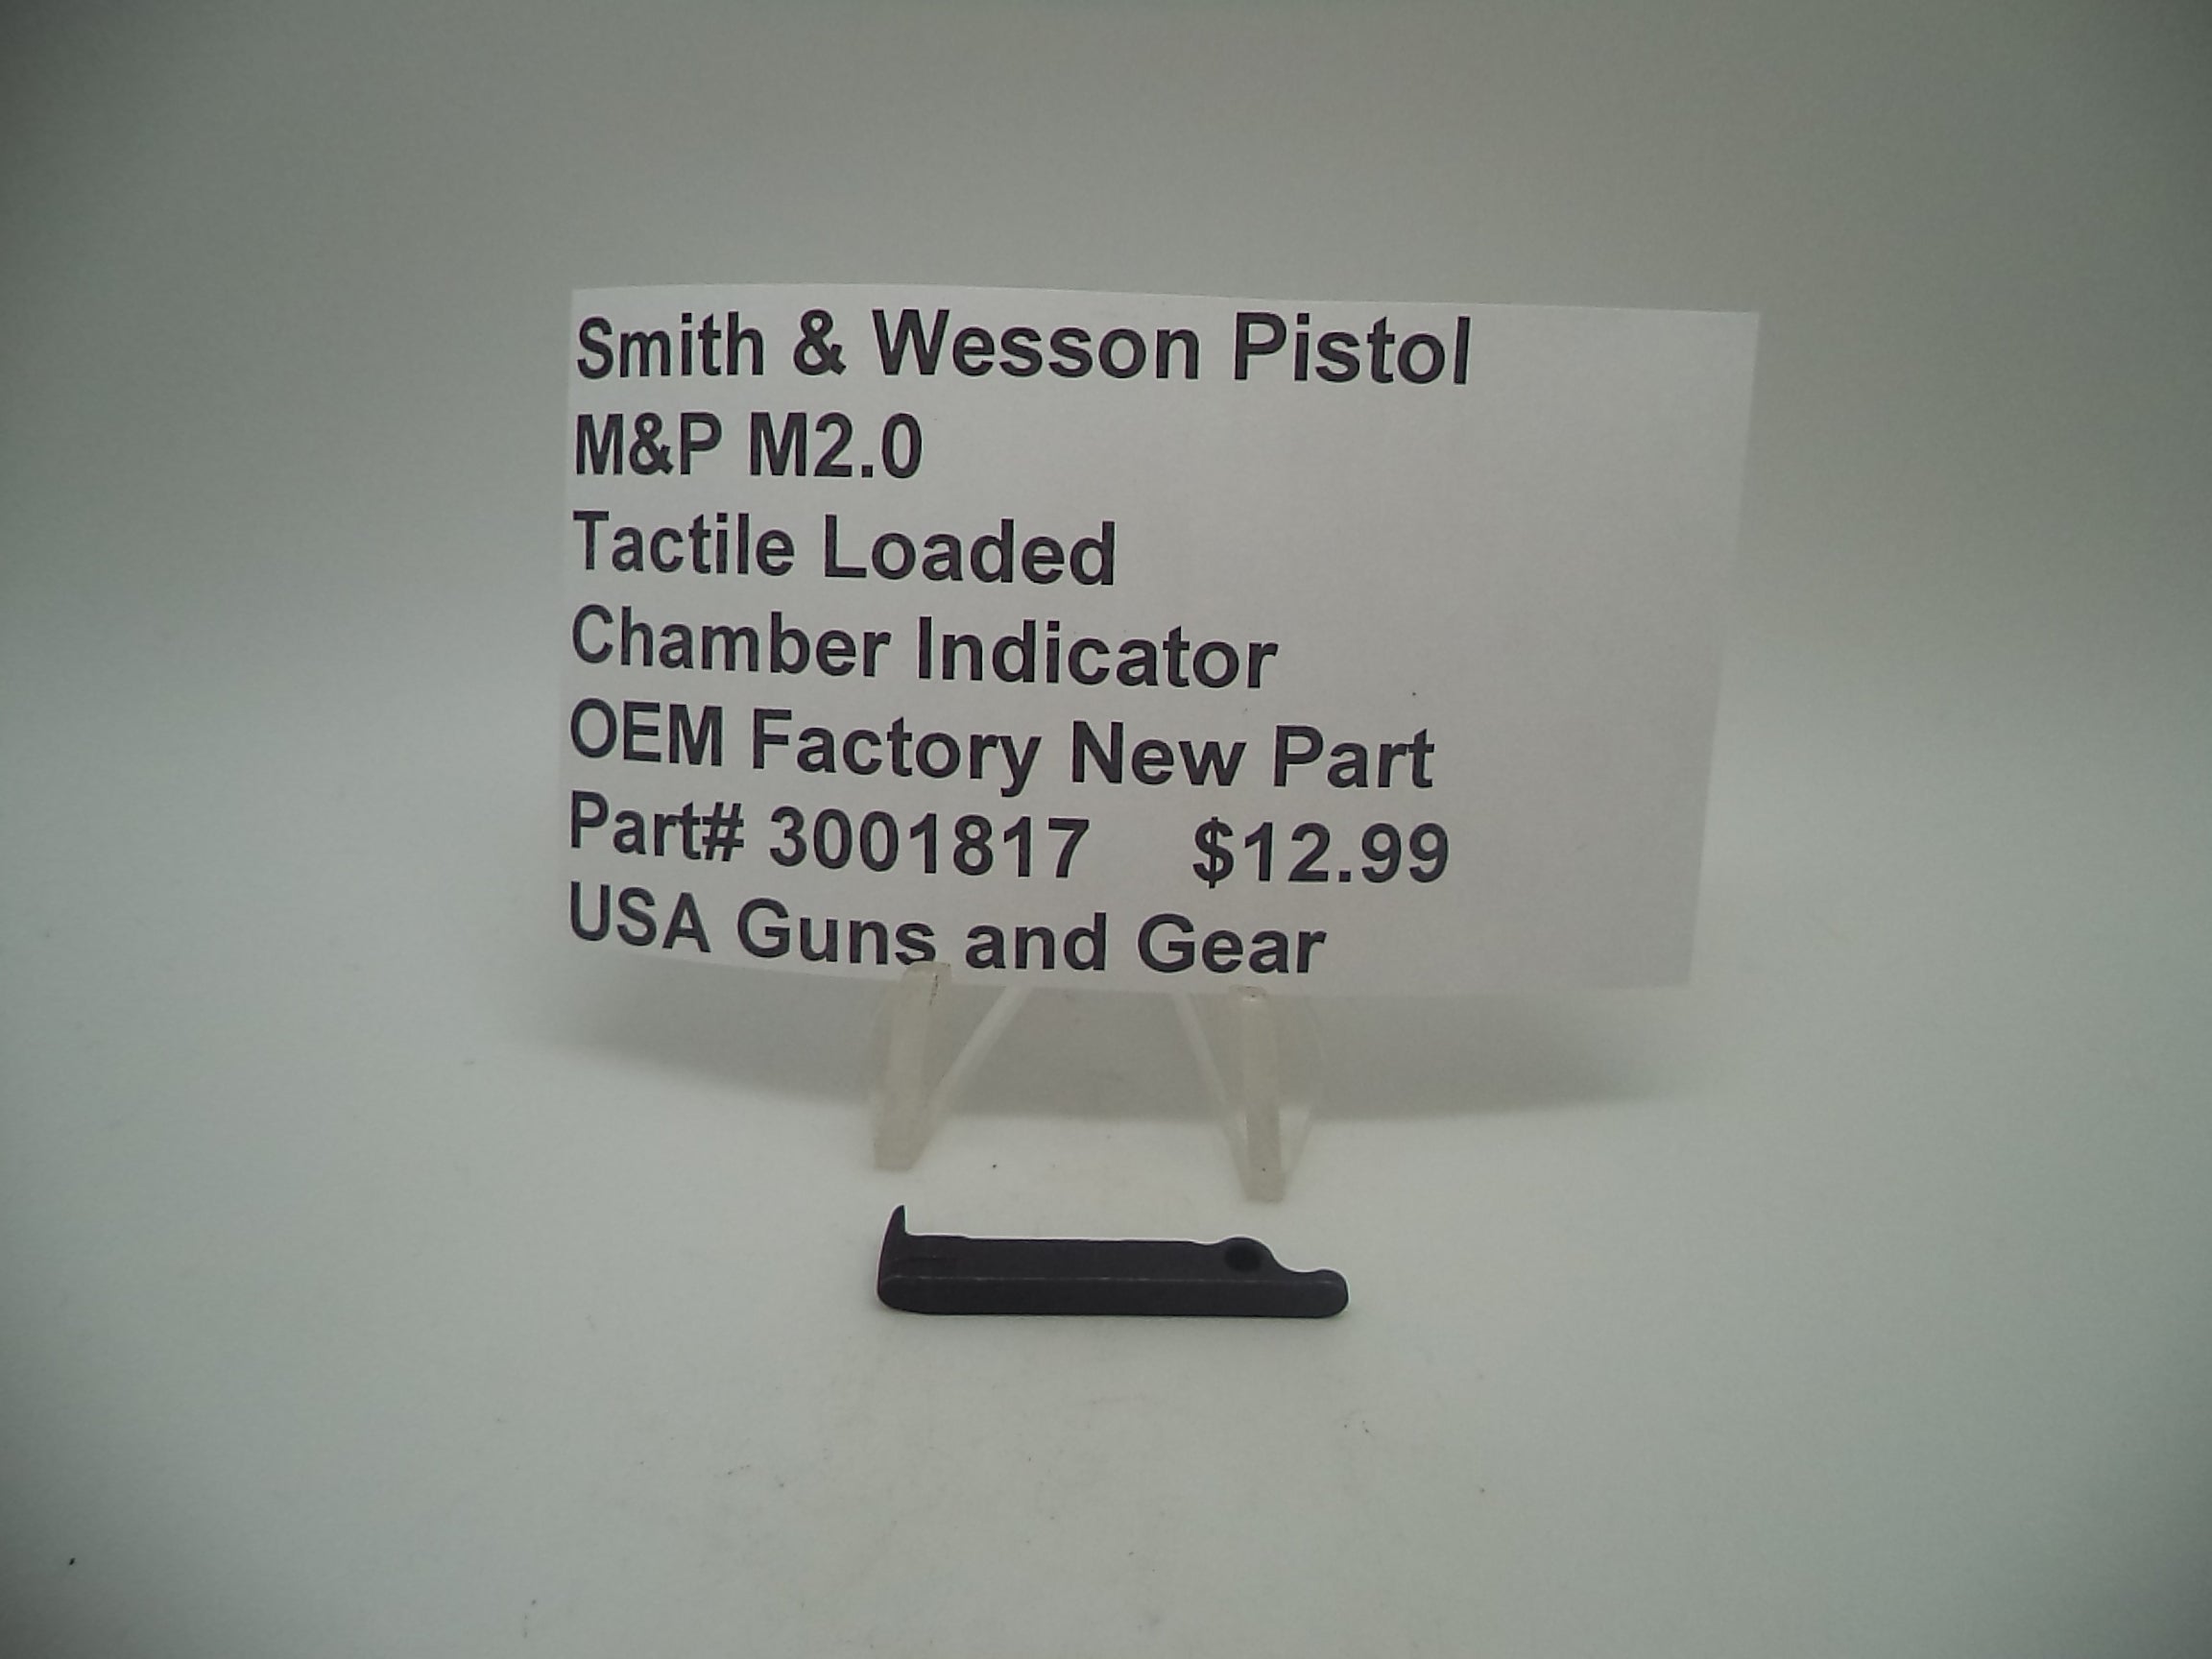 Smith & Wesson Pistol
M&P M2.0
Tactile Loaded
Chamber Indicator
OEM Factory New Part
Part# 3001817 $12.99
USA Guns and Gear